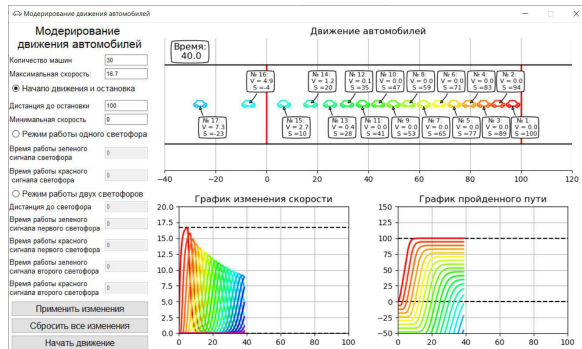 Модерирование движения автомобилей
Модерирование
движения автомобилей
Количество машин 30
Максимальная скорость: 16.7
Начало движения и остановка
Дистанция до остановки 100
Минимальная скорость 0
Режим работы одного светофора
Время работы зеленого
сигнала светофора 0
Время работы красного
сигнала светофора 0
Режим работы двух светофоров
Дистанция до светофора 0
Время работы зеленого
сигнала первого светофора 0
Время работы красного
сигнала первого светофора 0
Время работы зеленого
сигнала второго светофора 0
Время работы красного
сигнала второго светофора 0
Применить изменения
Сбросить все изменения
Начать движение
Движение автомобилей
Время:
40.0
№ 16:
V = 4.9
S = -4
№ 14:
V = 1.2
S = 20
№ 12:
V = 0.1
S = 35
№ 10:
V = 0.0
S = 47
№ 8:
V = 0.0
S = 59
№ 6:
V = 0.0
S = 71
№ 4:
V = 0.0
S = 83
№ 2:
V = 0.0
S = 94
№ 17:
V = 7.3
S = -23
№ 15:
V = 2.7
S = 10
№ 13:
V = 0.4
S = 28
№ 11:
V = 0.0
S = 41
№ 9:
V = 0.0
S = 53
№ 7:
V = 0.0
S = 65
№ 5:
V = 0.0
S = 77
№ 3:
V = 0.0
S = 89
№ 1:
V = 0.0
S = 100
−40 −20 0 20 40 60 80 100 120
График изменения скорости
20.0
17.5
15.0
12.5
10.0
7.5
5.0
2.5
0.0
0 20 40 60 80 100
График пройденного пути
150
125
100
75
50
25
0
−25
−50
0 20 40 60 80 100